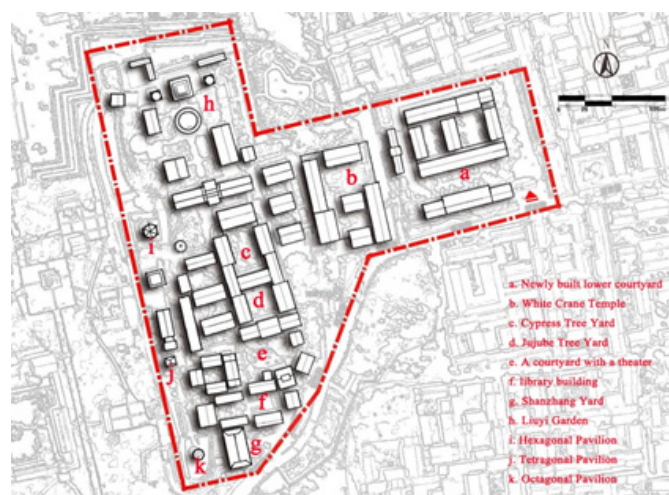 h
a
b
i
c
d
e
j
f
g
k
a. Newly built lower courtyard
b. White Crane Temple
c. Cypress Tree Yard
d. Jujube Tree Yard
e. A courtyard with a theater
f. library building
g. Shanzhang Yard
h. Liuyi Garden
i. Hexagonal Pavilion
j. Tetragonal Pavilion
k. Octagonal Pavilion